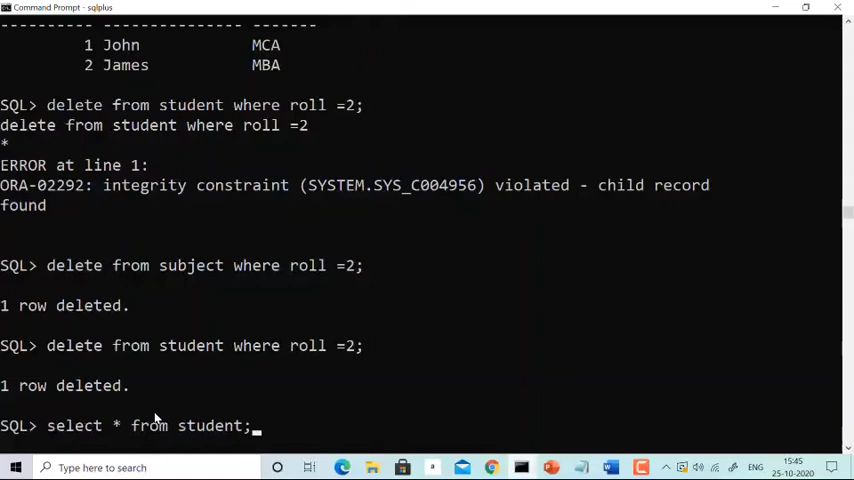 Command Prompt - sqlplus
---------- --------------- -------
1 John MCA
2 James MBA
SQL> delete from student where roll =2;
delete from student where roll =2
*
ERROR at line 1:
ORA-02292: integrity constraint (SYSTEM.SYS_C004956) violated - child record
found
SQL> delete from subject where roll =2;
1 row deleted.
SQL> delete from student where roll =2;
1 row deleted.
SQL> select * from student;
Type here to search
a
ENG
15:45
25-10-2020